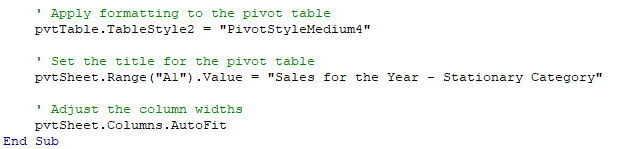 ' Apply formatting to the pivot table
pvtTable.TableStyle2 = "PivotStyleMedium4"
' Set the title for the pivot table
pvtSheet.Range("A1").Value = "Sales for the Year - Stationary Category"
' Adjust the column widths
pvtSheet.Columns.AutoFit
End Sub